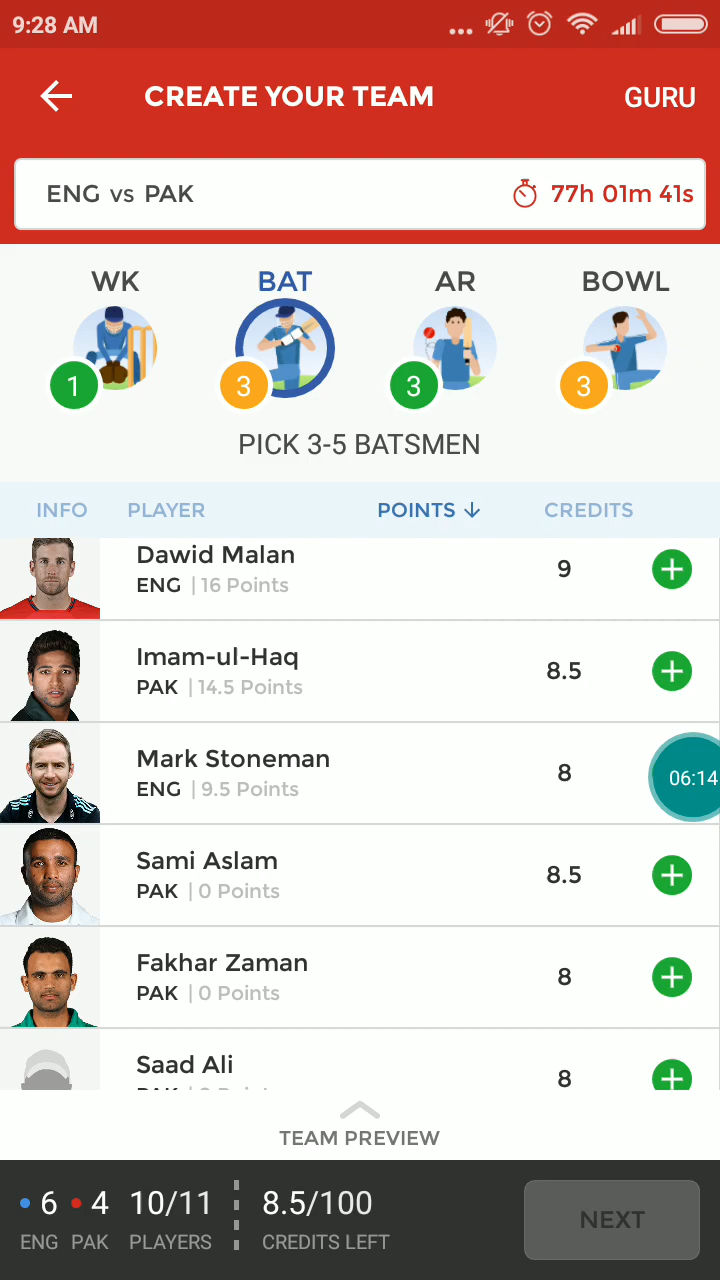 9:28 AM
CREATE YOUR TEAM
GURU
ENG vs PAK
77h 01m 41s
WK
BAT
AR
BOWL
1
3
3
3
PICK 3-5 BATSMEN
INFO PLAYER POINTS CREDITS
Dawid Malan
ENG | 16 Points
9
Imam-ul-Haq
PAK | 14.5 Points
8.5
Mark Stoneman
ENG | 9.5 Points
8
06:14
Sami Aslam
PAK | 0 Points
8.5
Fakhar Zaman
PAK | 0 Points
8
Saad Ali
8
TEAM PREVIEW
6 4 10/11 8.5/100
ENG PAK PLAYERS CREDITS LEFT
NEXT